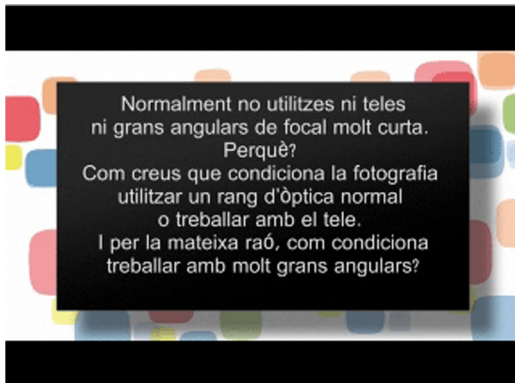 Normalment no utilitzes ni teles
ni grans angulars de focal molt curta.
Perquè?
Com creus que condiciona la fotografia
utilitzar un rang d'òptica normal
o treballar amb el tele.
I per la mateixa raó, com condiciona
treballar amb molt grans angulars?